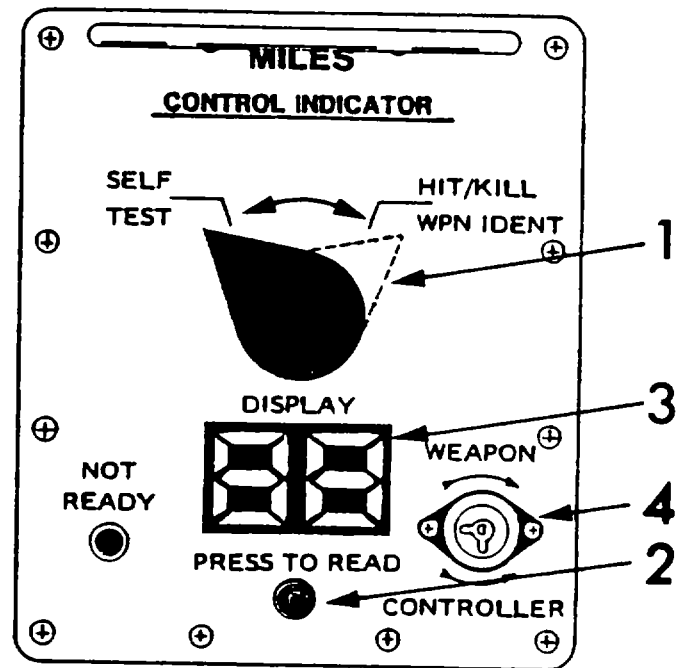 MILES
CONTROL INDICATOR
SELF
TEST
HIT/KILL
WPN IDENT
1
DISPLAY
88
3
WEAPON
NOT
READY
4
PRESS TO READ
2
CONTROLLER